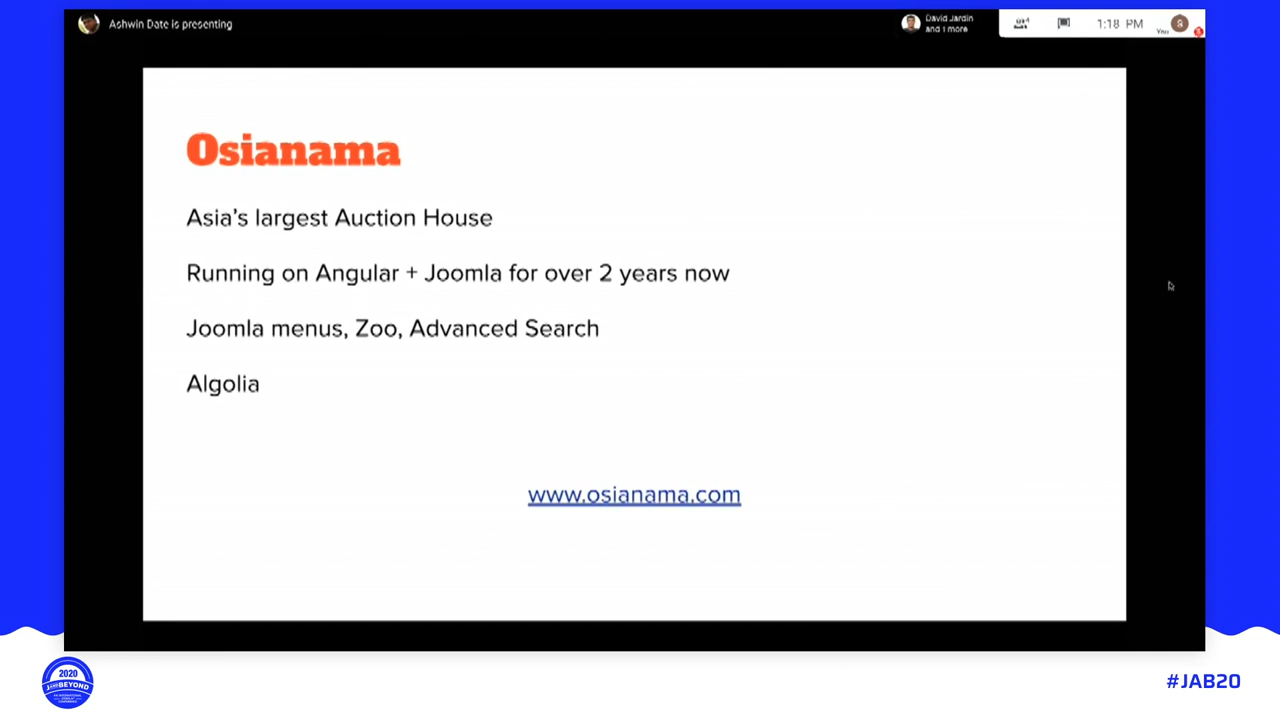 Ashwin Date is presenting
David Jardin
and 1 more
1:18 PM
You
S
Osianama
Asia's largest Auction House
Running on Angular + Joomla for over 2 years now
Joomla menus, Zoo, Advanced Search
Algolia
www.osianama.com
2020
BEYOND
#JAB20